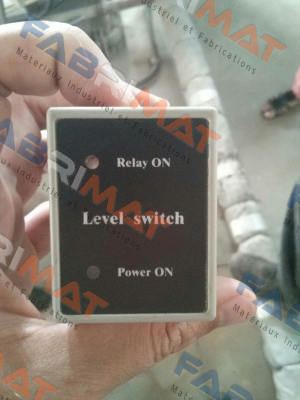 FABRIMAT
Matériaux Industriel et Fabrications
Relay ON
Level switch
Power ON